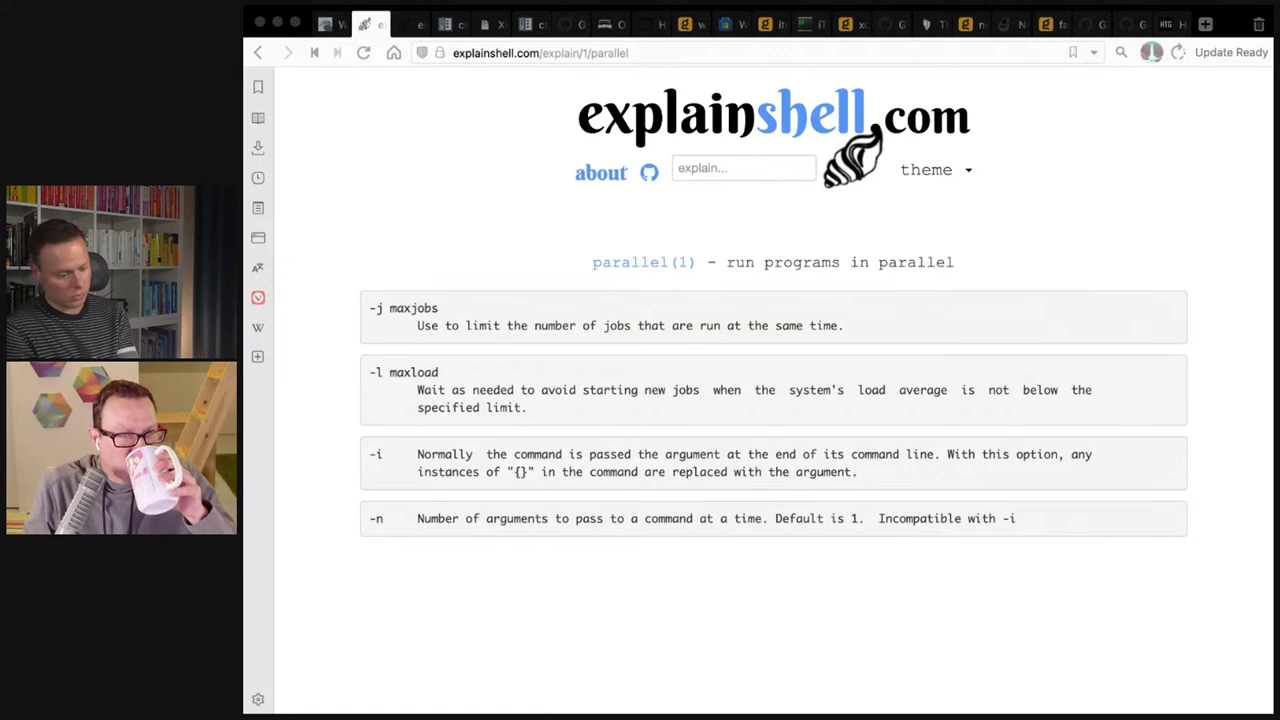 explainshell.com/explain/1/parallel
Update Ready
explainshell.com
about
explain...
theme
parallel(1) - run programs in parallel
-j maxjobs
Use to limit the number of jobs that are run at the same time.
-l maxload
Wait as needed to avoid starting new jobs when the system's load average is not below the
specified limit.
-i Normally the command is passed the argument at the end of its command line. With this option, any
instances of "{}" in the command are replaced with the argument.
-n Number of arguments to pass to a command at a time. Default is 1. Incompatible with -i